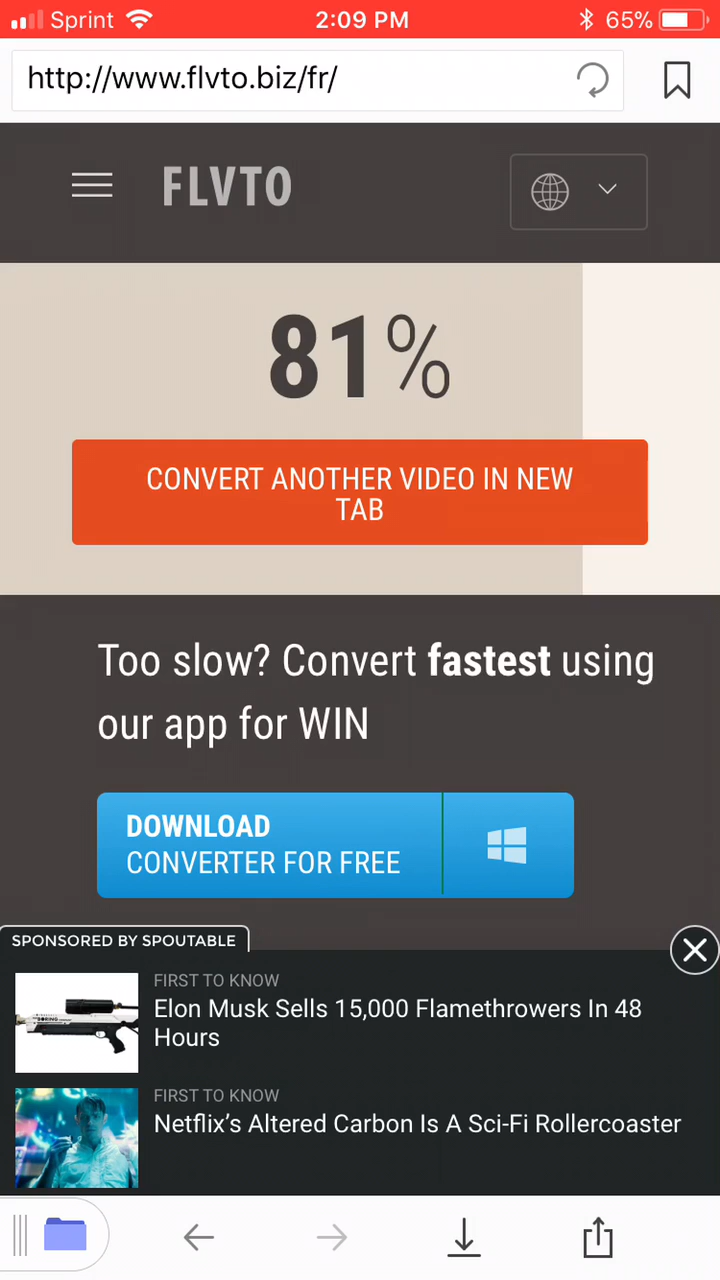 Sprint 2:09 PM 65%
http://www.flvto.biz/fr/
FLVTO
81%
CONVERT ANOTHER VIDEO IN NEW
TAB
Too slow? Convert fastest using
our app for WIN
DOWNLOAD
CONVERTER FOR FREE
SPONSORED BY SPOUTABLE
FIRST TO KNOW
Elon Musk Sells 15,000 Flamethrowers In 48
Hours
FIRST TO KNOW
Netflix's Altered Carbon Is A Sci-Fi Rollercoaster